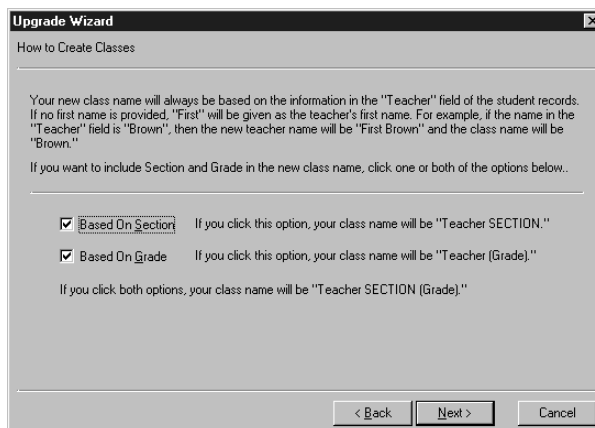 Upgrade Wizard
How to Create Classes
Your new class name will always be based on the information in the "Teacher" field of the student records.
If no first name is provided, "First" will be given as the teacher's first name. For example, if the name in the
"Teacher" field is "Brown", then the new teacher name will be "First Brown" and the class name will be
"Brown."
If you want to include Section and Grade in the new class name, click one or both of the options below..
Based On Section If you click this option, your class name will be "Teacher SECTION."
Based On Grade If you click this option, your class name will be "Teacher (Grade)."
If you click both options, your class name will be "Teacher SECTION (Grade)."
< Back Next > Cancel